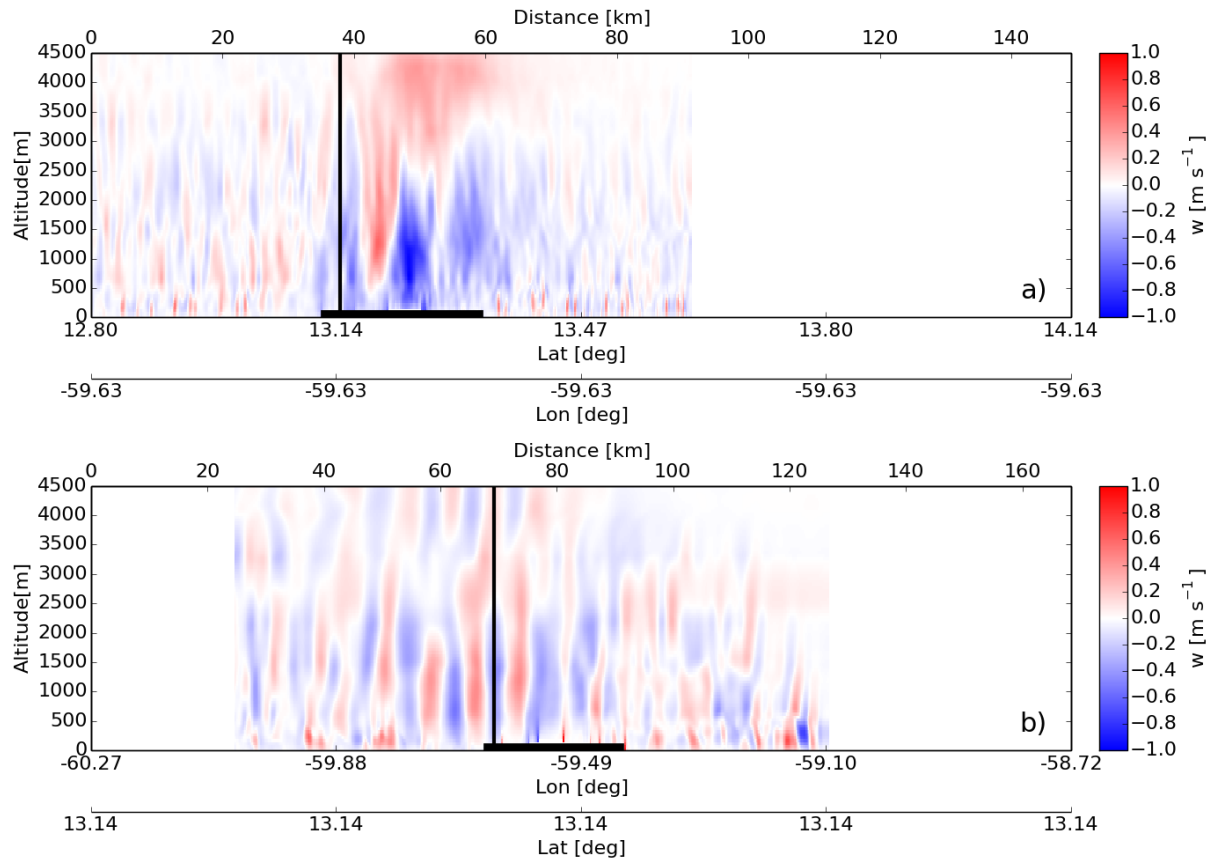 Distance [km]
0 20 40 60 80 100 120 140
4500
4000
3500
3000
2500
2000
1500
1000
500
0
Altitude[m]
a)
12.80 13.14 13.47 13.80 14.14
Lat [deg]
-59.63 -59.63 -59.63 -59.63 -59.63
Lon [deg]
1.0
0.8
0.6
0.4
0.2
0.0
−0.2
−0.4
−0.6
−0.8
−1.0
w [m s⁻¹]
Distance [km]
0 20 40 60 80 100 120 140 160
4500
4000
3500
3000
2500
2000
1500
1000
500
0
Altitude[m]
b)
-60.27 -59.88 -59.49 -59.10 -58.72
Lon [deg]
13.14 13.14 13.14 13.14 13.14
Lat [deg]
1.0
0.8
0.6
0.4
0.2
0.0
−0.2
−0.4
−0.6
−0.8
−1.0
w [m s⁻¹]